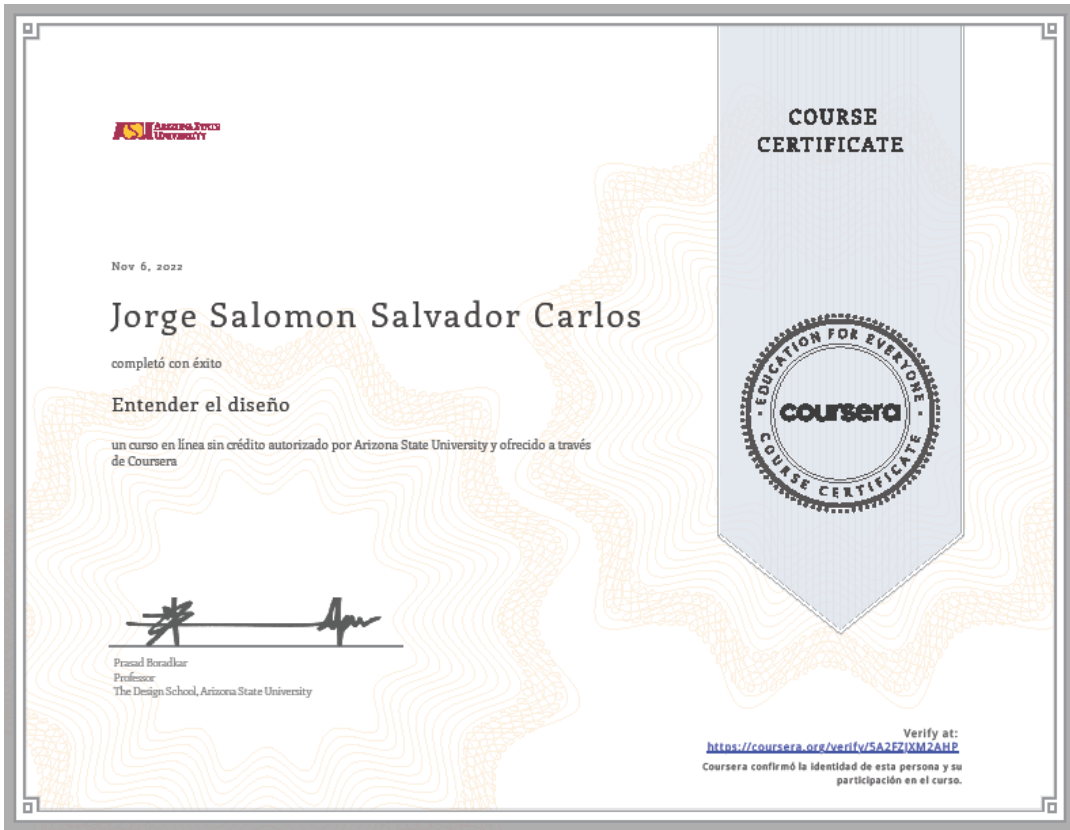 ARIZONA STATE
UNIVERSITY
COURSE
CERTIFICATE
Nov 6, 2022
Jorge Salomon Salvador Carlos
completó con éxito
Entender el diseño
un curso en línea sin crédito autorizado por Arizona State University y ofrecido a través
de Coursera
EDUCATION FOR EVERYONE
coursera
COURSE CERTIFICATE
Prasad Boradkar
Professor
The Design School, Arizona State University
Verify at:
https://coursera.org/verify/5A2FZJXM2AHP
Coursera confirmó la identidad de esta persona y su
participación en el curso.